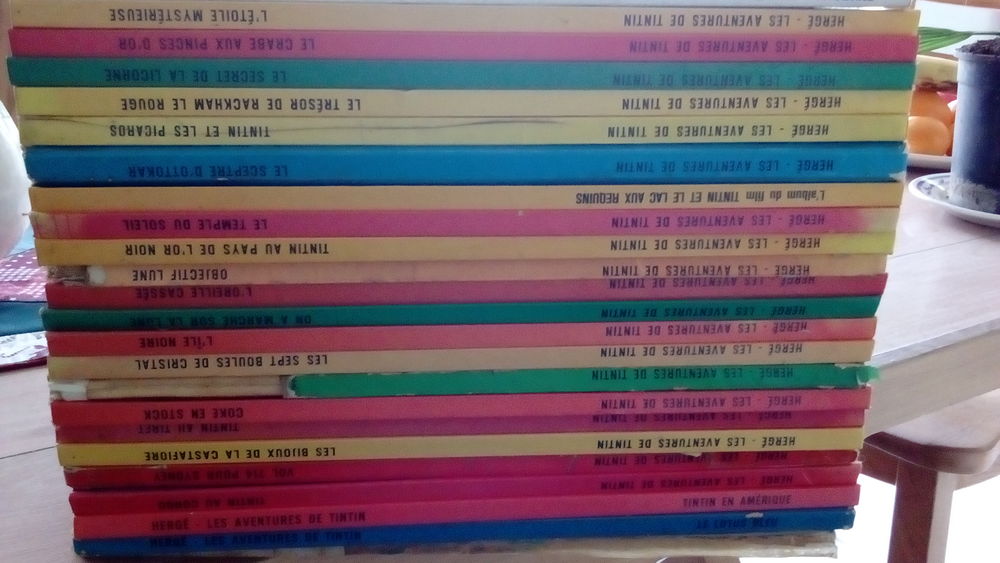 HERGÉ - LES AVENTURES DE TINTIN L'ÉTOILE MYSTÉRIEUSE
HERGÉ - LES AVENTURES DE TINTIN LE CRABE AUX PINCES D'OR
HERGÉ - LES AVENTURES DE TINTIN LE SECRET DE LA LICORNE
HERGÉ - LES AVENTURES DE TINTIN LE TRÉSOR DE RACKHAM LE ROUGE
HERGÉ - LES AVENTURES DE TINTIN TINTIN ET LES PICAROS
HERGÉ - LES AVENTURES DE TINTIN LE SCEPTRE D'OTTOKAR
L'album du film TINTIN ET LE LAC AUX REQUINS
HERGÉ - LES AVENTURES DE TINTIN LE TEMPLE DU SOLEIL
HERGÉ - LES AVENTURES DE TINTIN TINTIN AU PAYS DE L'OR NOIR
HERGÉ - LES AVENTURES DE TINTIN OBJECTIF LUNE
HERGÉ - LES AVENTURES DE TINTIN L'OREILLE CASSÉE
HERGÉ - LES AVENTURES DE TINTIN ON A MARCHÉ SUR LA LUNE
HERGÉ - LES AVENTURES DE TINTIN L'ÎLE NOIRE
HERGÉ - LES AVENTURES DE TINTIN LES SEPT BOULES DE CRISTAL
HERGÉ - LES AVENTURES DE TINTIN
HERGÉ - LES AVENTURES DE TINTIN COKE EN STOCK
HERGÉ - LES AVENTURES DE TINTIN TINTIN AU TIBET
HERGÉ - LES AVENTURES DE TINTIN LES BIJOUX DE LA CASTAFIORE
HERGÉ - LES AVENTURES DE TINTIN VOL 714 POUR SYDNEY
HERGÉ - LES AVENTURES DE TINTIN TINTIN AU CONGO
HERGÉ - LES AVENTURES DE TINTIN TINTIN EN AMÉRIQUE
HERGÉ - LES AVENTURES DE TINTIN LE LOTUS BLEU